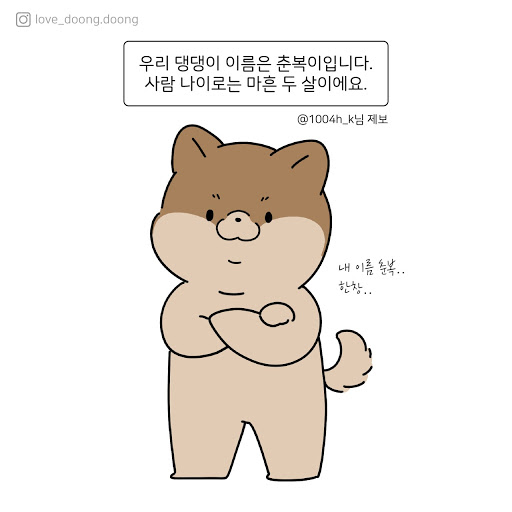 love_doong.doong
우리 댕댕이 이름은 춘복이입니다.
사람 나이로는 마흔 두 살이에요.
@1004h_k님 제보
내 이름 춘복..
한창..